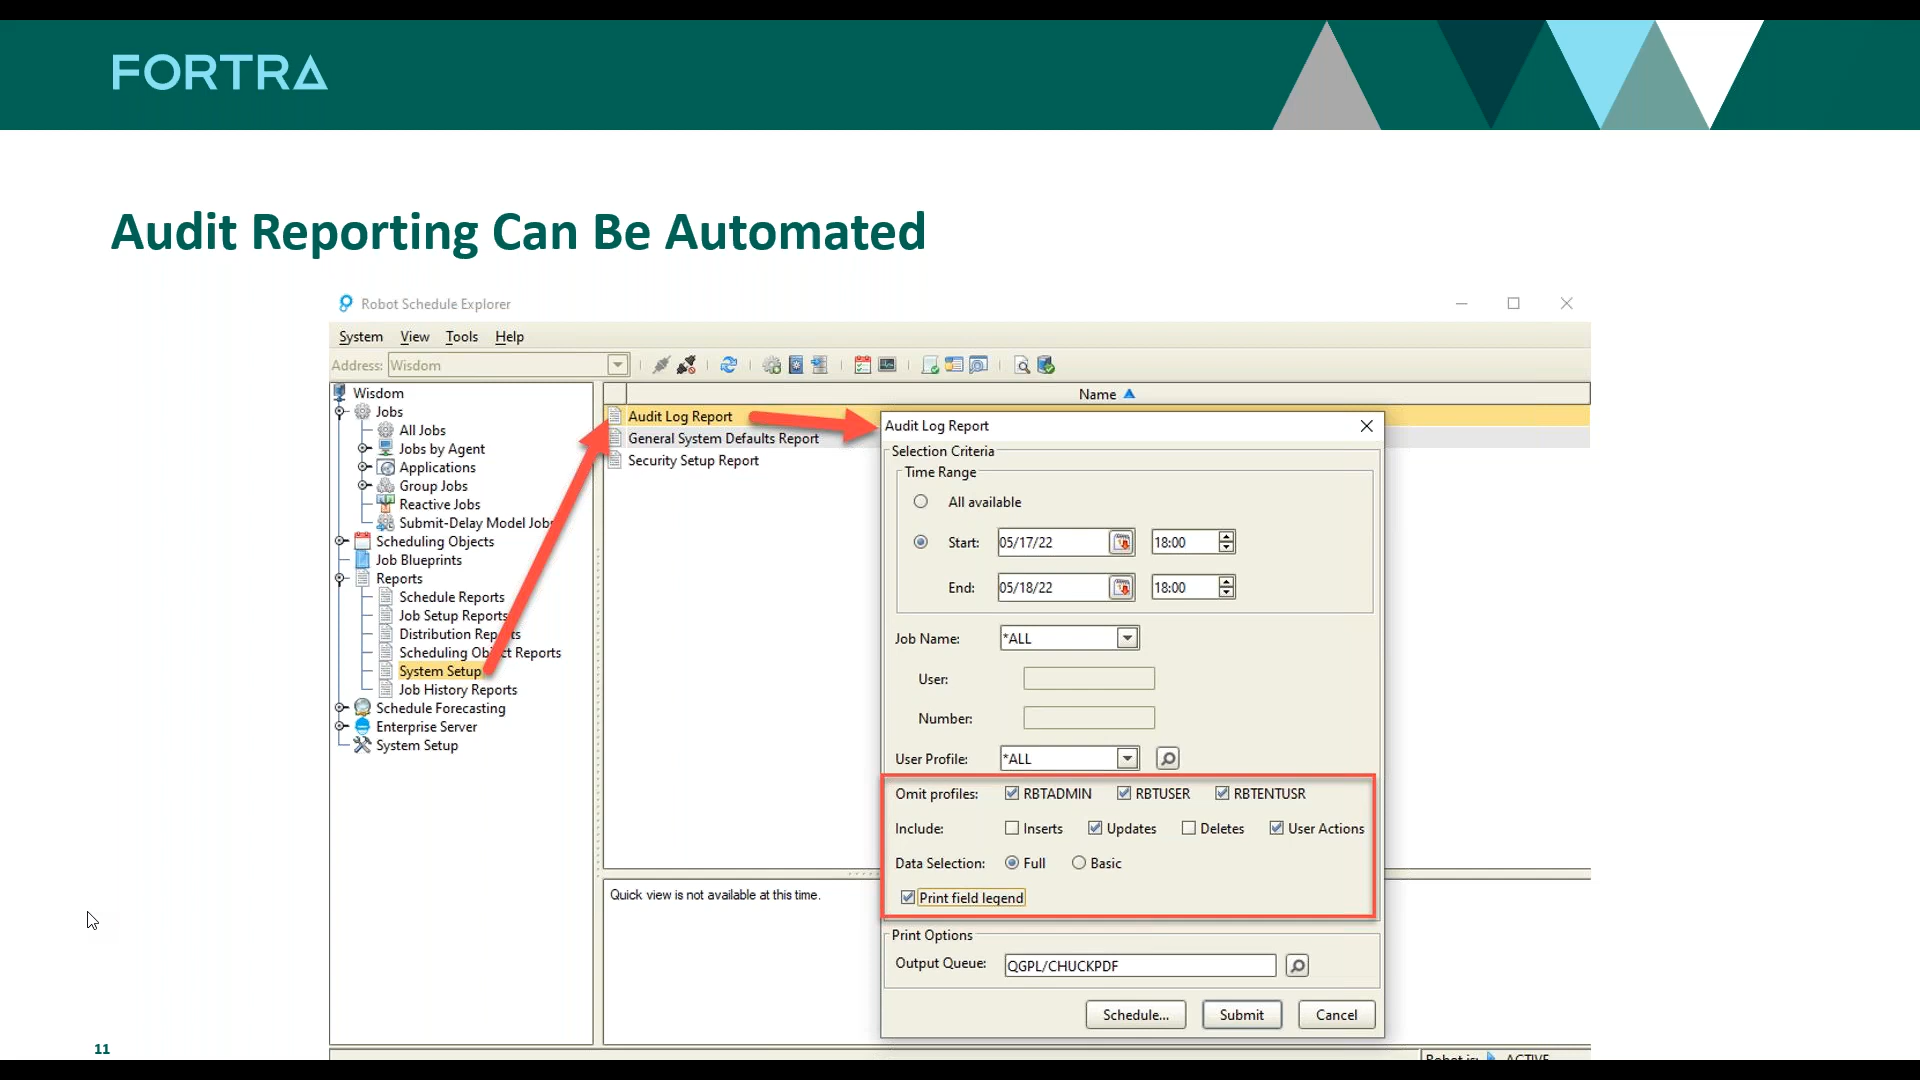 FORTRA
Audit Reporting Can Be Automated
Robot Schedule Explorer
System View Tools Help
Address: Wisdom
Wisdom
Jobs
All Jobs
Jobs by Agent
Applications
Group Jobs
Reactive Jobs
Submit-Delay Model Jobs
Scheduling Objects
Job Blueprints
Reports
Schedule Reports
Job Setup Reports
Distribution Reports
Scheduling Object Reports
System Setup
Job History Reports
Schedule Forecasting
Enterprise Server
System Setup
Name
Audit Log Report
General System Defaults Report
Security Setup Report
Quick view is not available at this time.
Audit Log Report
Selection Criteria
Time Range
All available
Start: 05/17/22 18:00
End: 05/18/22 18:00
Job Name: *ALL
User:
Number:
User Profile: *ALL
Omit profiles: RBTADMIN RBTUSER RBTENTUSR
Include: Inserts Updates Deletes User Actions
Data Selection: Full Basic
Print field legend
Print Options
Output Queue: QGPL/CHUCKPDF
Schedule... Submit Cancel
Robot is: ACTIVE
11